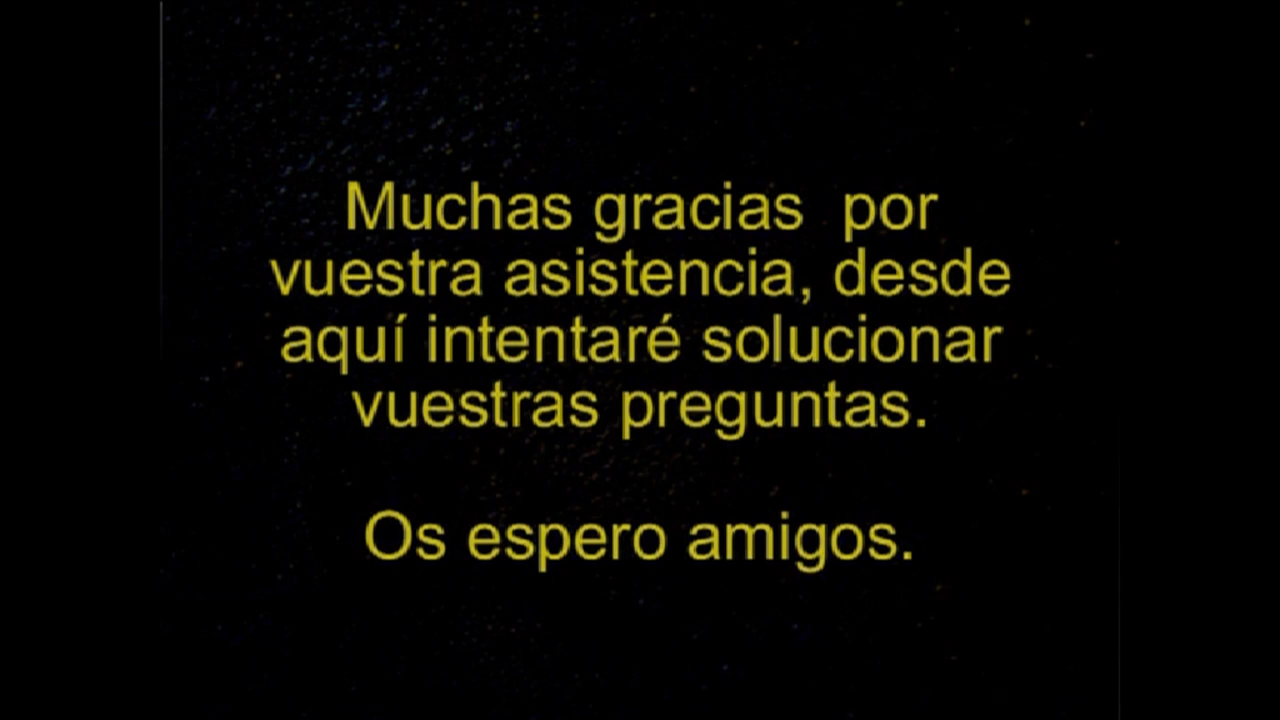 Muchas gracias  por
vuestra asistencia, desde
aquí intentaré solucionar
vuestras preguntas.
Os espero amigos.